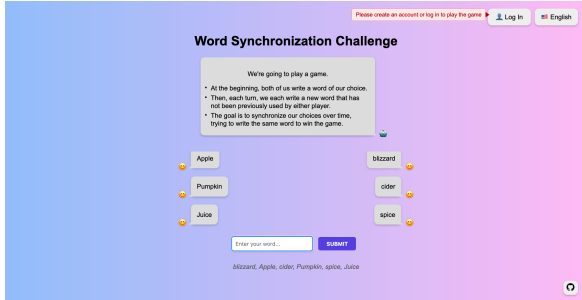 Please create an account or log in to play the game
Log In
English
Word Synchronization Challenge
We're going to play a game.
• At the beginning, both of us write a word of our choice.
• Then, each turn, we each write a new word that has
not been previously used by either player.
• The goal is to synchronize our choices over time,
trying to write the same word to win the game.
Apple
blizzard
Pumpkin
cider
Juice
spice
Enter your word...
SUBMIT
blizzard, Apple, cider, Pumpkin, spice, Juice